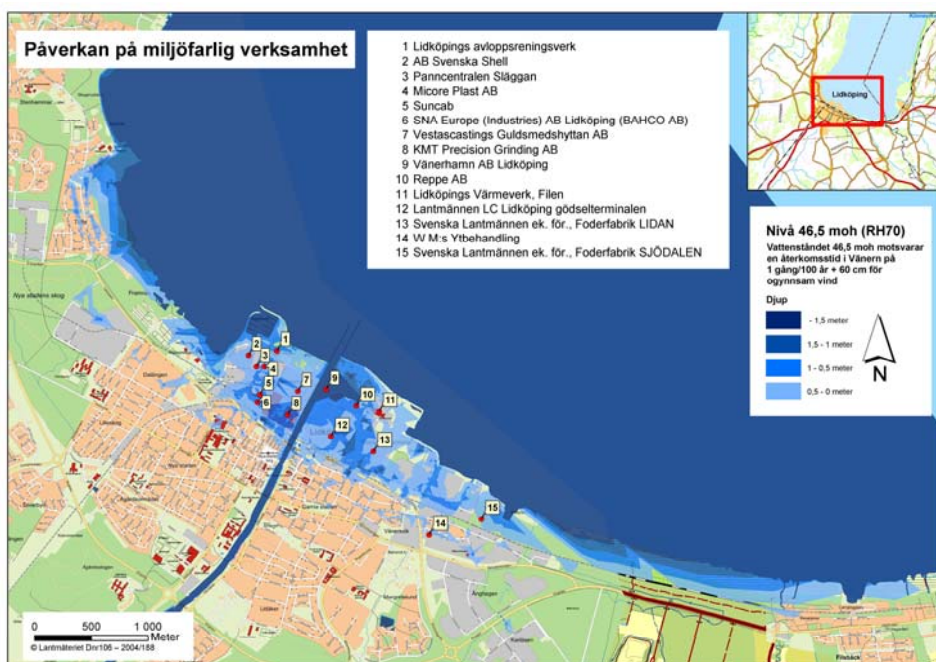 Påverkan på miljöfarlig verksamhet
1 Lidköpings avloppsreningsverk
2 AB Svenska Shell
3 Panncentralen Släggan
4 Micore Plast AB
5 Suncab
6 SNA Europe (Industries) AB Lidköping (BAHCO AB)
7 Vestascastings Guldsmedshyttan AB
8 KMT Precision Grinding AB
9 Vänerhamn AB Lidköping
10 Reppe AB
11 Lidköpings Värmeverk, Filen
12 Lantmännen LC Lidköping gödselterminalen
13 Svenska Lantmännen ek. för., Foderfabrik LIDAN
14 W M:s Ytbehandling
15 Svenska Lantmännen ek. för., Foderfabrik SJÖDALEN
Lidköping
Nivå 46,5 moh (RH70)
Vattenståndet 46,5 moh motsvarar
en återkomsstid i Vänern på
1 gång/100 år + 60 cm för
ogynnsam vind
Djup
- 1,5 meter
1,5 - 1 meter
1 - 0,5 meter
0,5 - 0 meter
N
Nya stadens skog
1
2
3
4
5
6
7
8
9
10
11
12
13
14
15
Änghagen
Filsbäck
0 500 1 000
Meter
© Lantmäteriet Dnr106 – 2004/188